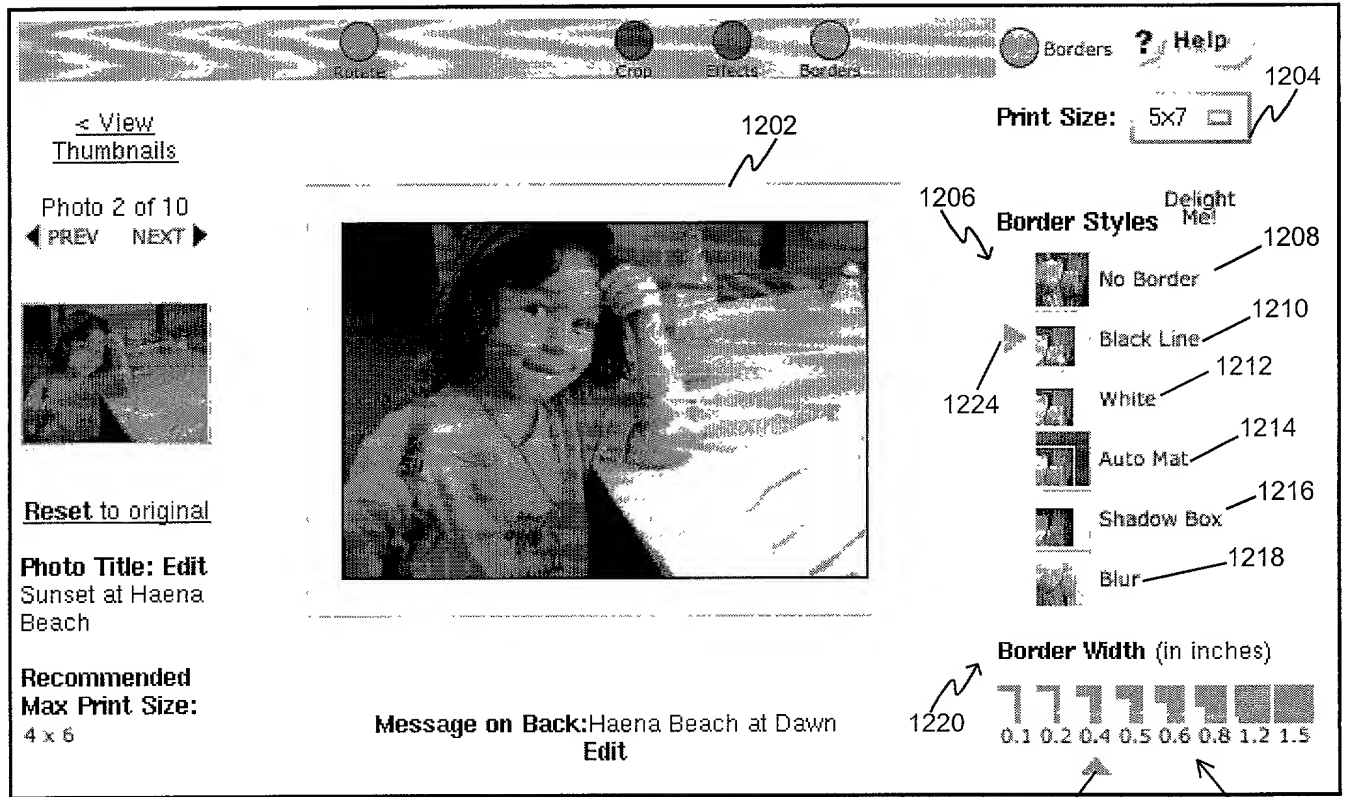 Rotate
Crop
Effects
Borders
Borders
? Help
1204
< View
Thumbnails
Print Size: 5x7
1202
Photo 2 of 10
PREV NEXT
1206
Delight
Me!
Border Styles
1208
No Border
1210
Black Line
1224
1212
White
1214
Auto Mat
1216
Shadow Box
1218
Blur
Reset to original
Photo Title: Edit
Sunset at Haena
Beach
Recommended
Max Print Size:
4 x 6
Message on Back:Haena Beach at Dawn
Edit
Border Width (in inches)
1220
0.1 0.2 0.4 0.5 0.6 0.8 1.2 1.5